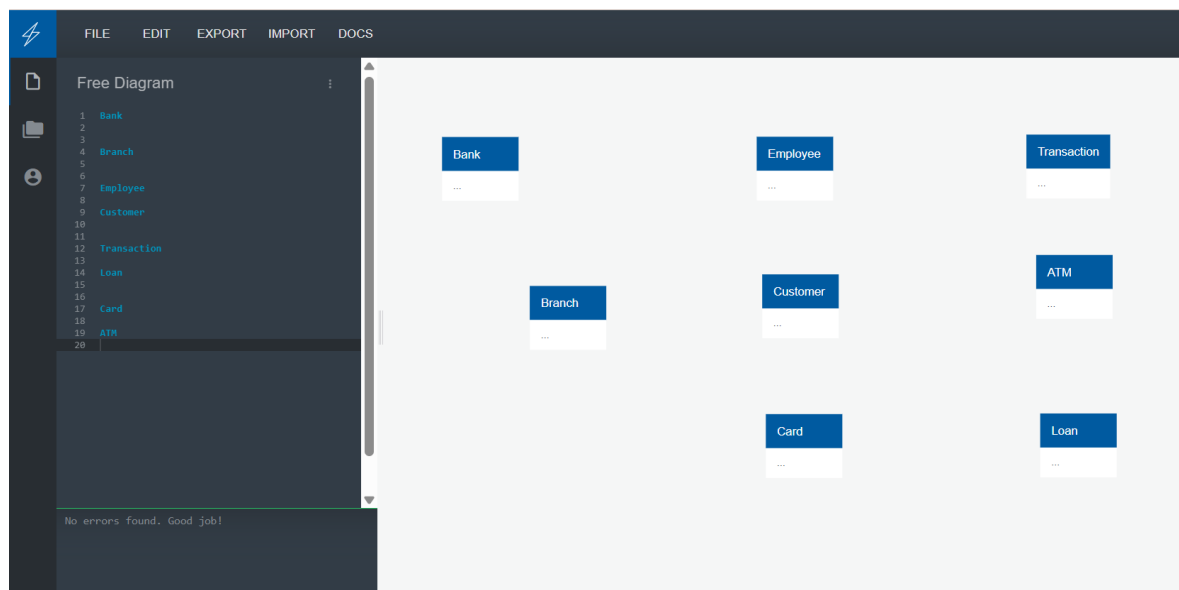 FILE EDIT EXPORT IMPORT DOCS
Free Diagram
1 Bank
2
3
4 Branch
5
6
7 Employee
8
9 Customer
10
11
12 Transaction
13
14 Loan
15
16
17 Card
18
19 ATM
20
No errors found. Good job!
Bank
...
Employee
...
Transaction
...
Branch
...
Customer
...
ATM
...
Card
...
Loan
...